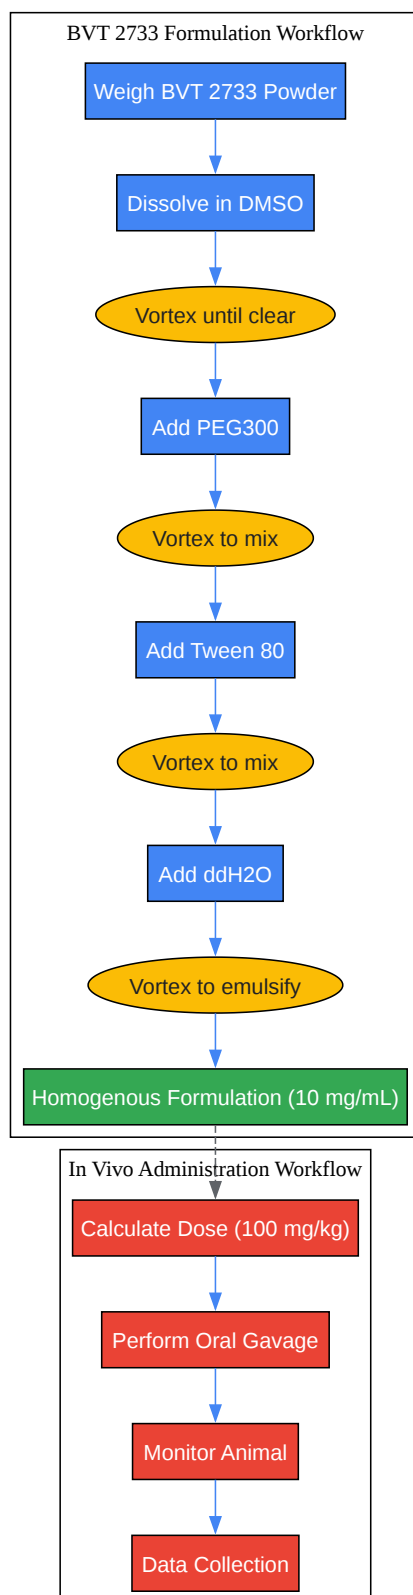 BVT 2733 Formulation Workflow
Weigh BVT 2733 Powder
Dissolve in DMSO
Vortex until clear
Add PEG300
Vortex to mix
Add Tween 80
Vortex to mix
Add ddH2O
Vortex to emulsify
Homogenous Formulation (10 mg/mL)
In Vivo Administration Workflow
Calculate Dose (100 mg/kg)
Perform Oral Gavage
Monitor Animal
Data Collection